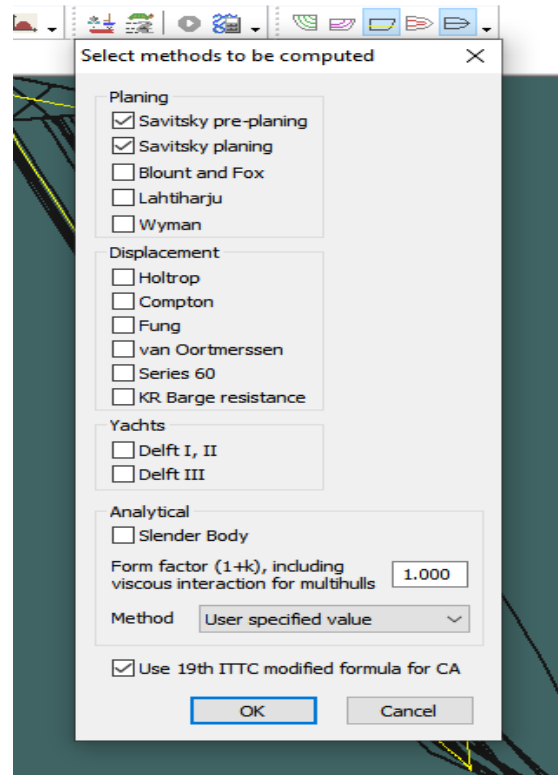 Select methods to be computed
Planing
Savitsky pre-planing
Savitsky planing
Blount and Fox
Lahtiharju
Wyman
Displacement
Holtrop
Compton
Fung
van Oortmerssen
Series 60
KR Barge resistance
Yachts
Delft I, II
Delft III
Analytical
Slender Body
Form factor (1+k), including
viscous interaction for multihulls
1.000
Method User specified value
Use 19th ITTC modified formula for CA
OK Cancel